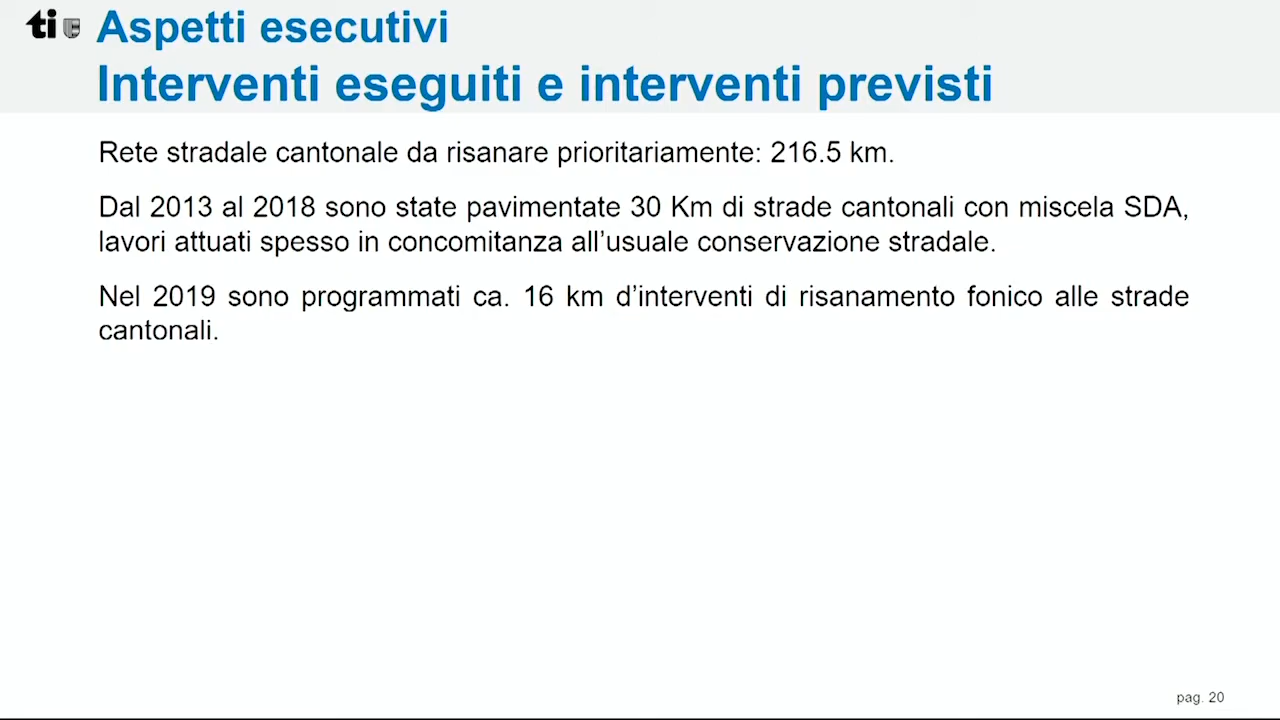 ti
Aspetti esecutivi
Interventi eseguiti e interventi previsti
Rete stradale cantonale da risanare prioritariamente: 216.5 km.
Dal 2013 al 2018 sono state pavimentate 30 Km di strade cantonali con miscela SDA,
lavori attuati spesso in concomitanza all’usuale conservazione stradale.
Nel 2019 sono programmati ca. 16 km d’interventi di risanamento fonico alle strade
cantonali.
pag. 20